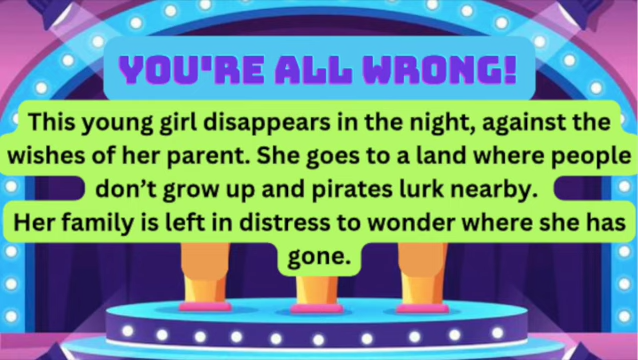 YOU'RE ALL WRONG!
This young girl disappears in the night, against the
wishes of her parent. She goes to a land where people
don’t grow up and pirates lurk nearby.
Her family is left in distress to wonder where she has
gone.